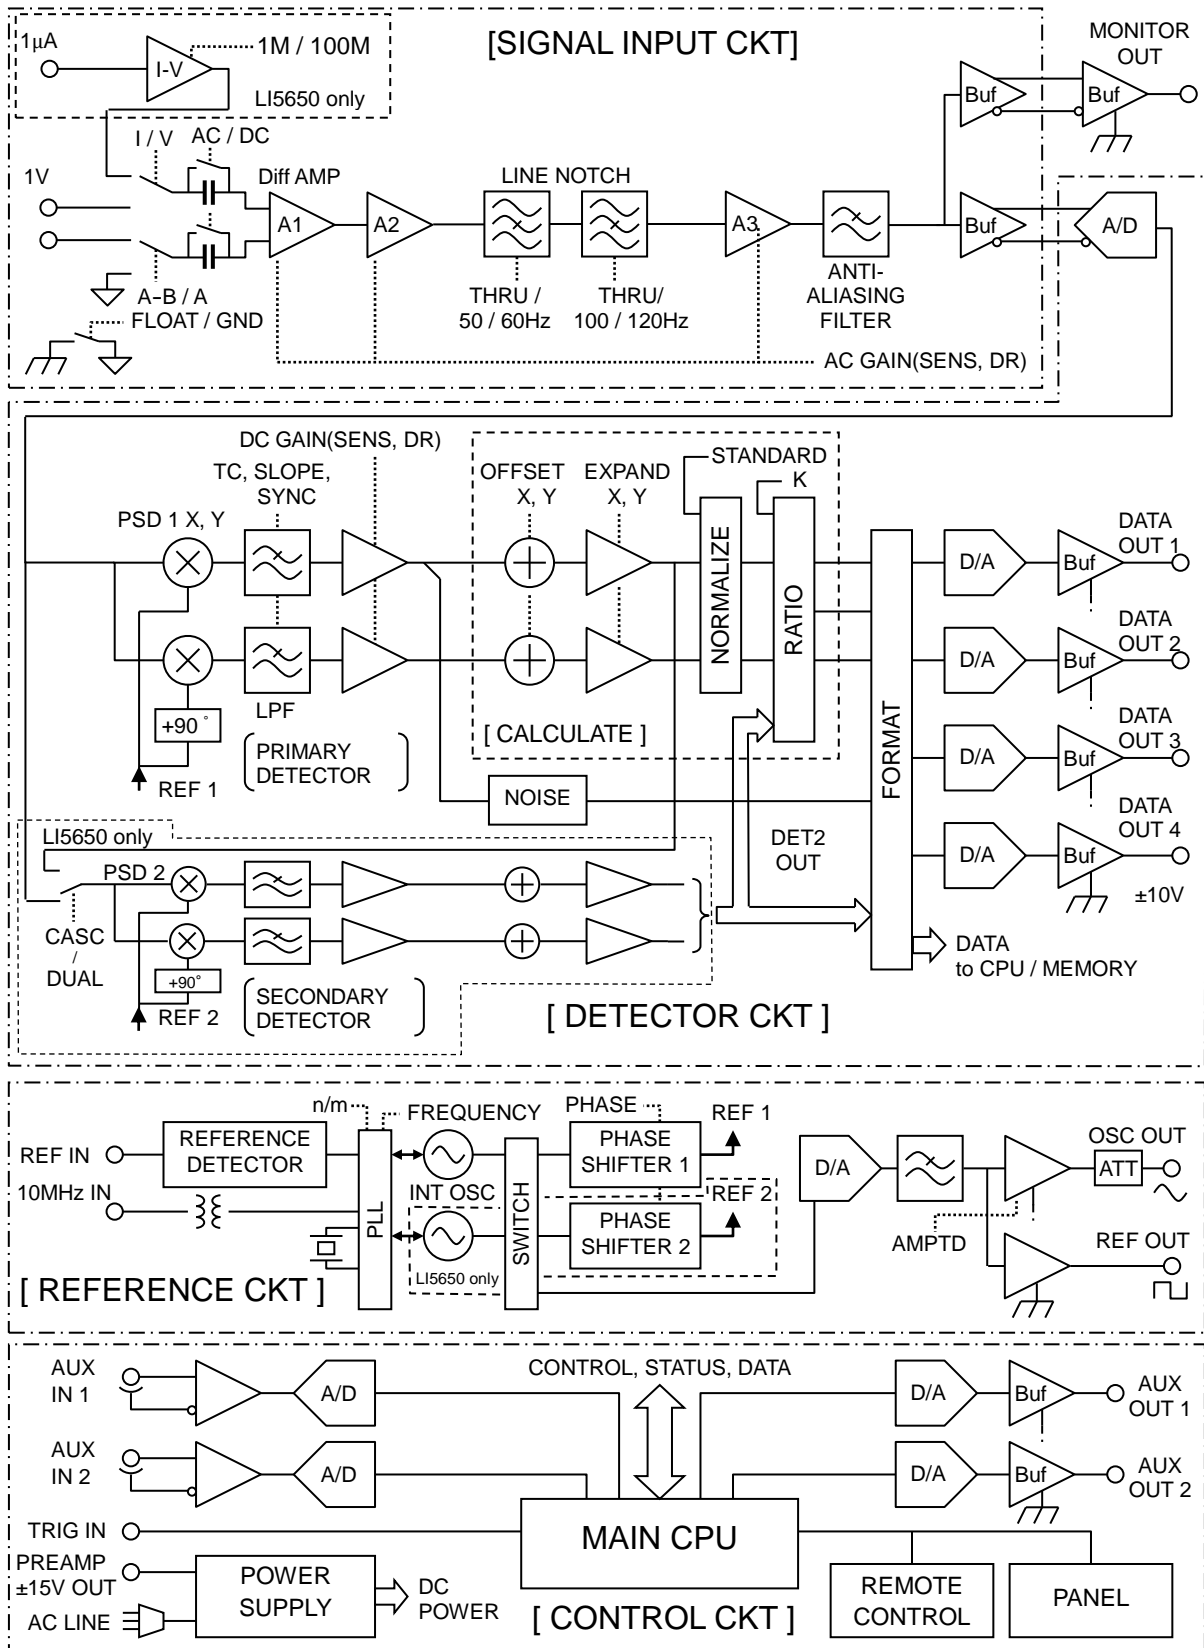 [SIGNAL INPUT CKT]
1μA
I-V
1M / 100M
LI5650 only
MONITOR
OUT
Buf
Buf
I / V
AC / DC
1V
Diff AMP
LINE NOTCH
A1
A2
A3
Buf
A/D
A-B / A
FLOAT / GND
THRU /
50 / 60Hz
THRU/
100 / 120Hz
ANTI-
ALIASING
FILTER
AC GAIN(SENS, DR)
DC GAIN(SENS, DR)
TC, SLOPE,
SYNC
PSD 1 X, Y
OFFSET
X, Y
EXPAND
X, Y
STANDARD
K
NORMALIZE
RATIO
FORMAT
D/A
Buf
DATA
OUT 1
D/A
Buf
DATA
OUT 2
D/A
Buf
DATA
OUT 3
D/A
Buf
DATA
OUT 4
±10V
+90°
LPF
PRIMARY
DETECTOR
REF 1
[ CALCULATE ]
NOISE
DET2
OUT
LI5650 only
PSD 2
CASC
/
DUAL
+90°
REF 2
SECONDARY
DETECTOR
DATA
to CPU / MEMORY
[ DETECTOR CKT ]
n/m
FREQUENCY
PHASE
REF 1
REF IN
REFERENCE
DETECTOR
10MHz IN
PLL
INT OSC
LI5650 only
SWITCH
PHASE
SHIFTER 1
REF 2
PHASE
SHIFTER 2
D/A
OSC OUT
ATT
AMPTD
REF OUT
[ REFERENCE CKT ]
AUX
IN 1
A/D
CONTROL, STATUS, DATA
D/A
Buf
AUX
OUT 1
AUX
IN 2
A/D
D/A
Buf
AUX
OUT 2
TRIG IN
MAIN CPU
PREAMP
±15V OUT
AC LINE
POWER
SUPPLY
DC
POWER
REMOTE
CONTROL
PANEL
[ CONTROL CKT ]